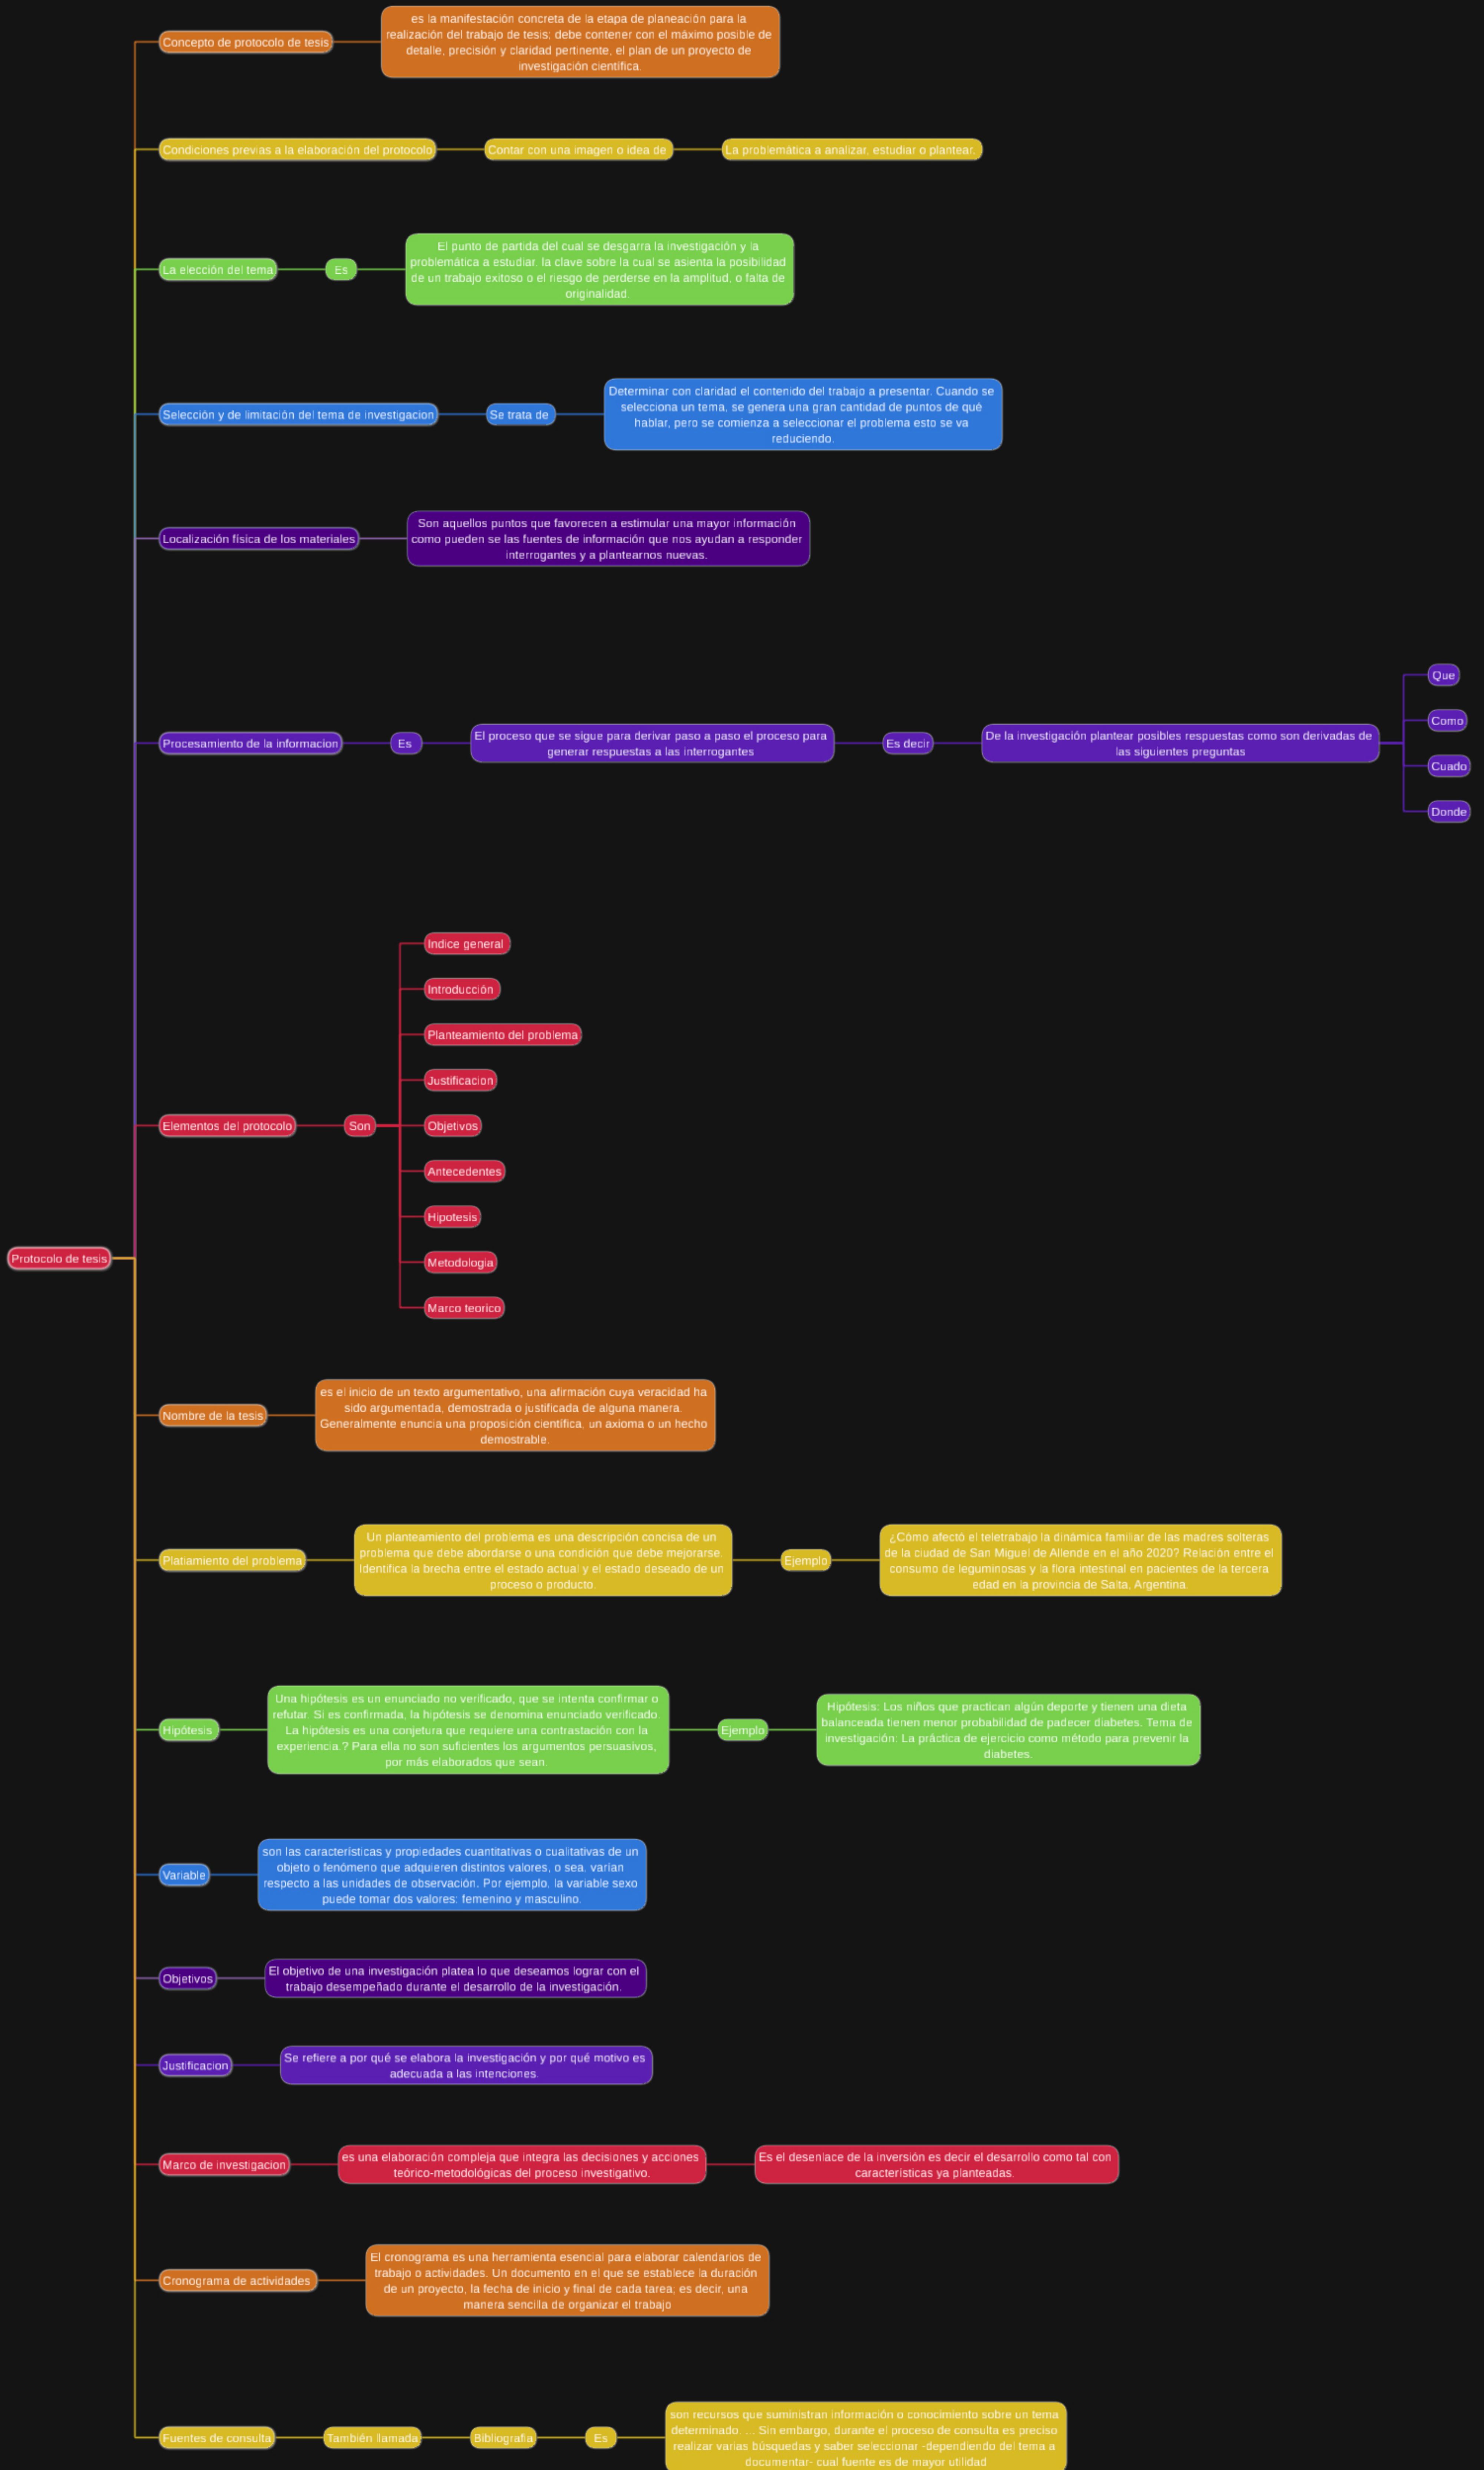 Concepto de protocolo de tesis
es la manifestación concreta de la etapa de planeación para la
realización del trabajo de tesis; debe contener con el máximo posible de
detalle, precisión y claridad pertinente, el plan de un proyecto de
investigación científica.
Condiciones previas a la elaboración del protocolo
Contar con una imagen o idea de
La problemática a analizar, estudiar o plantear.
La elección del tema
Es
El punto de partida del cual se desgarra la investigación y la
problemática a estudiar. la clave sobre la cual se asienta la posibilidad
de un trabajo exitoso o el riesgo de perderse en la amplitud, o falta de
originalidad.
Selección y de limitación del tema de investigacion
Se trata de
Determinar con claridad el contenido del trabajo a presentar. Cuando se
selecciona un tema, se genera una gran cantidad de puntos de qué
hablar, pero se comienza a seleccionar el problema esto se va
reduciendo.
Localización física de los materiales
Son aquellos puntos que favorecen a estimular una mayor información
como pueden se las fuentes de información que nos ayudan a responder
interrogantes y a plantearnos nuevas.
Procesamiento de la informacion
Es
El proceso que se sigue para derivar paso a paso el proceso para
generar respuestas a las interrogantes
Es decir
De la investigación plantear posibles respuestas como son derivadas de
las siguientes preguntas
Que
Como
Cuado
Donde
Elementos del protocolo
Son
Indice general
Introducción
Planteamiento del problema
Justificacion
Objetivos
Antecedentes
Hipotesis
Metodologia
Marco teorico
Protocolo de tesis
Nombre de la tesis
es el inicio de un texto argumentativo, una afirmación cuya veracidad ha
sido argumentada, demostrada o justificada de alguna manera.
Generalmente enuncia una proposición científica, un axioma o un hecho
demostrable.
Platiamiento del problema
Un planteamiento del problema es una descripción concisa de un
problema que debe abordarse o una condición que debe mejorarse.
Identifica la brecha entre el estado actual y el estado deseado de un
proceso o producto.
Ejemplo
¿Cómo afectó el teletrabajo la dinámica familiar de las madres solteras
de la ciudad de San Miguel de Allende en el año 2020? Relación entre el
consumo de leguminosas y la flora intestinal en pacientes de la tercera
edad en la provincia de Salta, Argentina.
Hipótesis
Una hipótesis es un enunciado no verificado, que se intenta confirmar o
refutar. Si es confirmada, la hipótesis se denomina enunciado verificado.
La hipótesis es una conjetura que requiere una contrastación con la
experiencia.? Para ella no son suficientes los argumentos persuasivos,
por más elaborados que sean.
Ejemplo
Hipótesis: Los niños que practican algún deporte y tienen una dieta
balanceada tienen menor probabilidad de padecer diabetes. Tema de
investigación: La práctica de ejercicio como método para prevenir la
diabetes.
Variable
son las características y propiedades cuantitativas o cualitativas de un
objeto o fenómeno que adquieren distintos valores, o sea, varían
respecto a las unidades de observación. Por ejemplo, la variable sexo
puede tomar dos valores: femenino y masculino.
Objetivos
El objetivo de una investigación platea lo que deseamos lograr con el
trabajo desempeñado durante el desarrollo de la investigación.
Justificacion
Se refiere a por qué se elabora la investigación y por qué motivo es
adecuada a las intenciones.
Marco de investigacion
es una elaboración compleja que integra las decisiones y acciones
teórico-metodológicas del proceso investigativo.
Es el desenlace de la inversión es decir el desarrollo como tal con
características ya planteadas.
Cronograma de actividades
El cronograma es una herramienta esencial para elaborar calendarios de
trabajo o actividades. Un documento en el que se establece la duración
de un proyecto, la fecha de inicio y final de cada tarea; es decir, una
manera sencilla de organizar el trabajo
Fuentes de consulta
También llamada
Bibliografía
Es
son recursos que suministran información o conocimiento sobre un tema
determinado. ... Sin embargo, durante el proceso de consulta es preciso
realizar varias búsquedas y saber seleccionar -dependiendo del tema a
documentar- cual fuente es de mayor utilidad